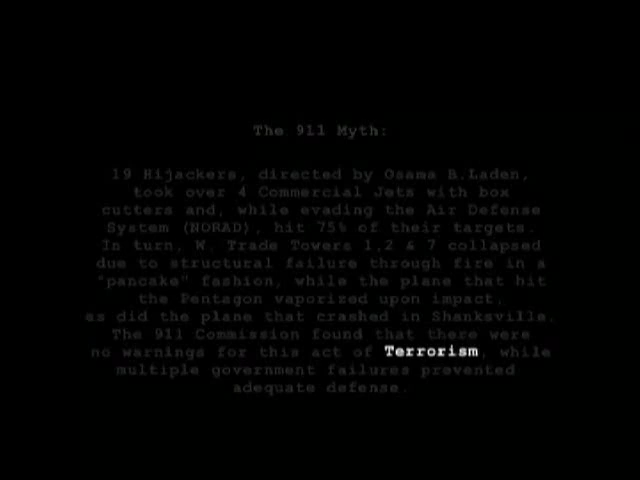 The 911 Myth:
19 Hijackers, directed by Osama B.Laden,
took over 4 Commercial Jets with box
cutters and, while evading the Air Defense
System (NORAD), hit 75% of their targets.
In turn, W. Trade Towers 1,2 & 7 collapsed
due to structural failure through fire in a
"pancake" fashion, while the plane that hit
the Pentagon vaporized upon impact,
as did the plane that crashed in Shanksville.
The 911 Commission found that there were
no warnings for this act of Terrorism, while
multiple government failures prevented
adequate defense.